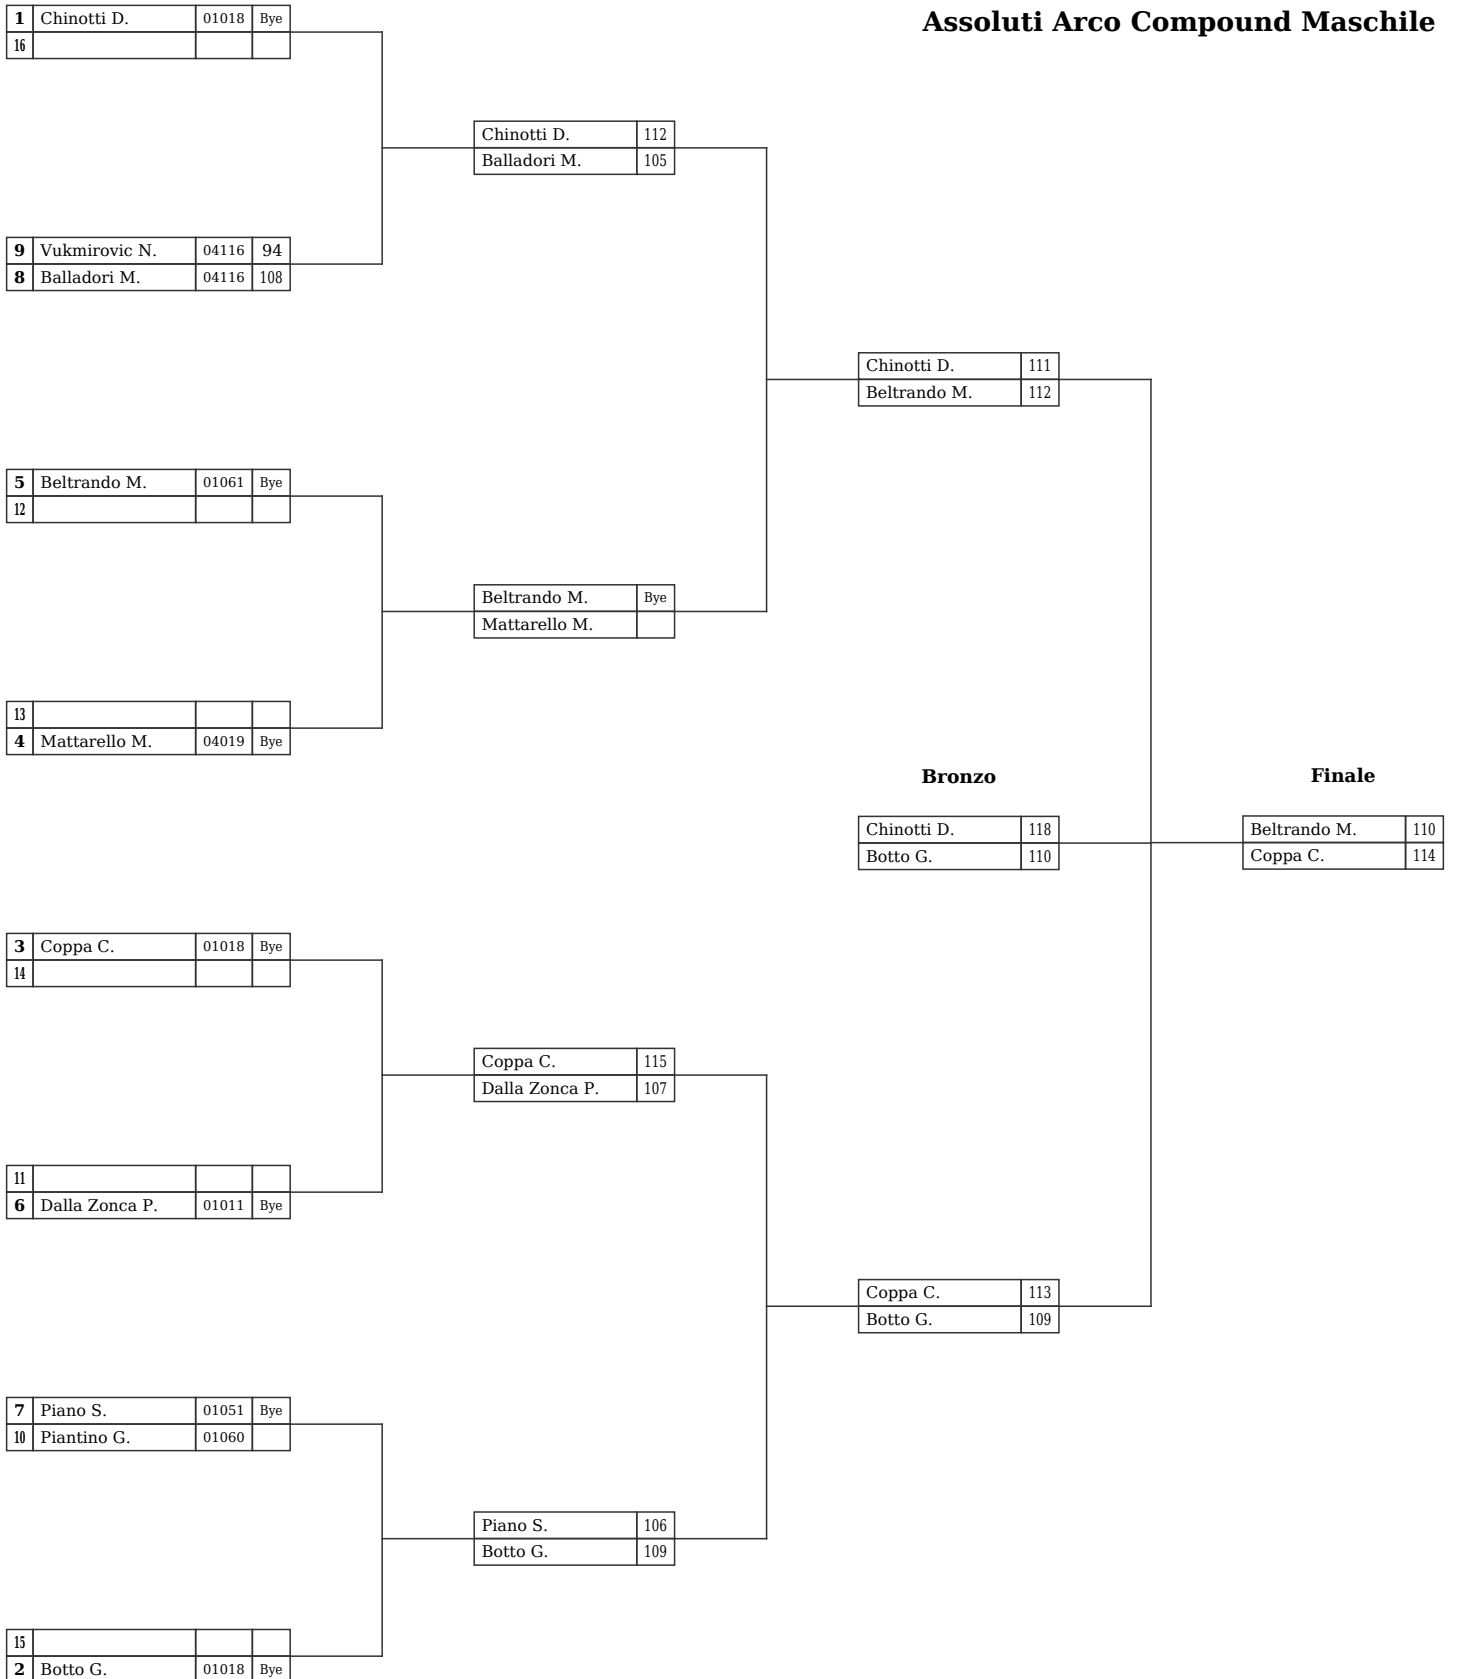 Assoluti Arco Compound Maschile
1 Chinotti D. 01018 Bye
16
Chinotti D. 112
Balladori M. 105
9 Vukmirovic N. 04116 94
8 Balladori M. 04116 108
Chinotti D. 111
Beltrando M. 112
5 Beltrando M. 01061 Bye
12
Beltrando M. Bye
Mattarello M.
13
4 Mattarello M. 04019 Bye
Bronzo Finale
Chinotti D. 118 Beltrando M. 110
Botto G. 110 Coppa C. 114
3 Coppa C. 01018 Bye
14
Coppa C. 115
Dalla Zonca P. 107
11
6 Dalla Zonca P. 01011 Bye
Coppa C. 113
Botto G. 109
7 Piano S. 01051 Bye
10 Piantino G. 01060
Piano S. 106
Botto G. 109
15
2 Botto G. 01018 Bye